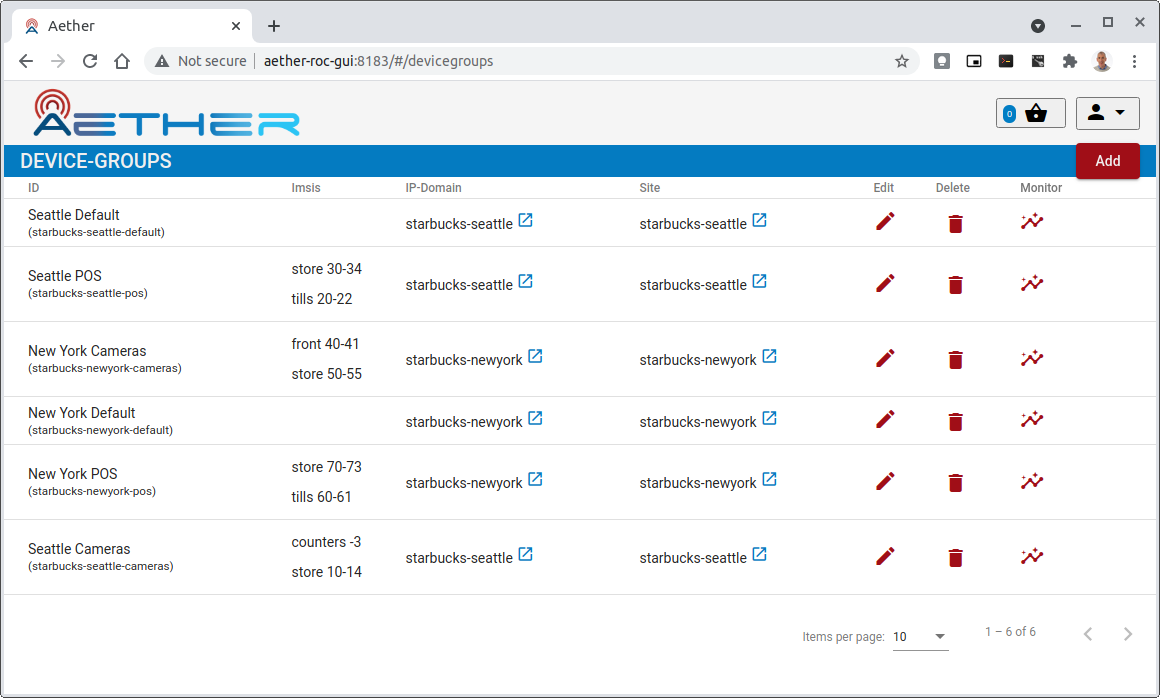 Aether
Not secure aether-roc-gui:8183/#/devicegroups
AETHER
0
DEVICE-GROUPS Add
ID Imsis IP-Domain Site Edit Delete Monitor
Seattle Default
(starbucks-seattle-default)
starbucks-seattle starbucks-seattle
Seattle POS
(starbucks-seattle-pos)
store 30-34
tills 20-22
starbucks-seattle starbucks-seattle
New York Cameras
(starbucks-newyork-cameras)
front 40-41
store 50-55
starbucks-newyork starbucks-newyork
New York Default
(starbucks-newyork-default)
starbucks-newyork starbucks-newyork
New York POS
(starbucks-newyork-pos)
store 70-73
tills 60-61
starbucks-newyork starbucks-newyork
Seattle Cameras
(starbucks-seattle-cameras)
counters -3
store 10-14
starbucks-seattle starbucks-seattle
Items per page: 10 1 – 6 of 6